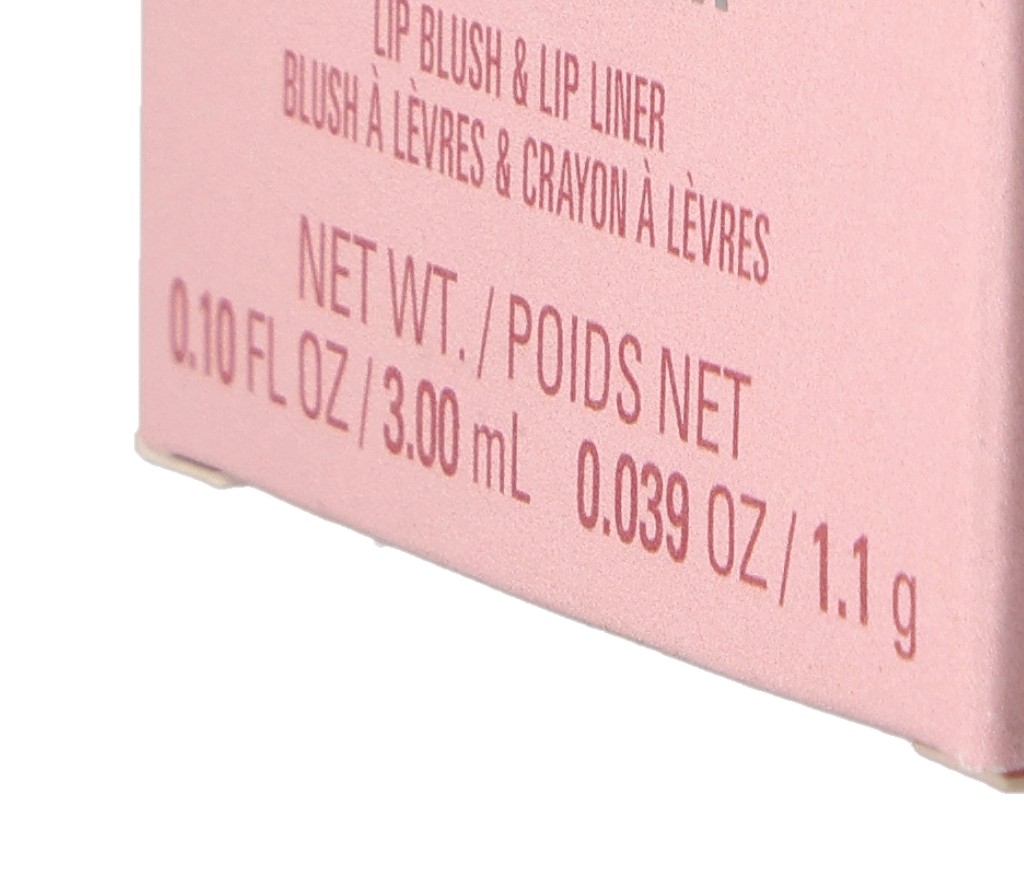 LIP BLUSH & LIP LINER
BLUSH À LÈVRES & CRAYON À LÈVRES
NET WT. / POIDS NET
0.10 FL OZ / 3.00 mL 0.039 OZ / 1.1 g